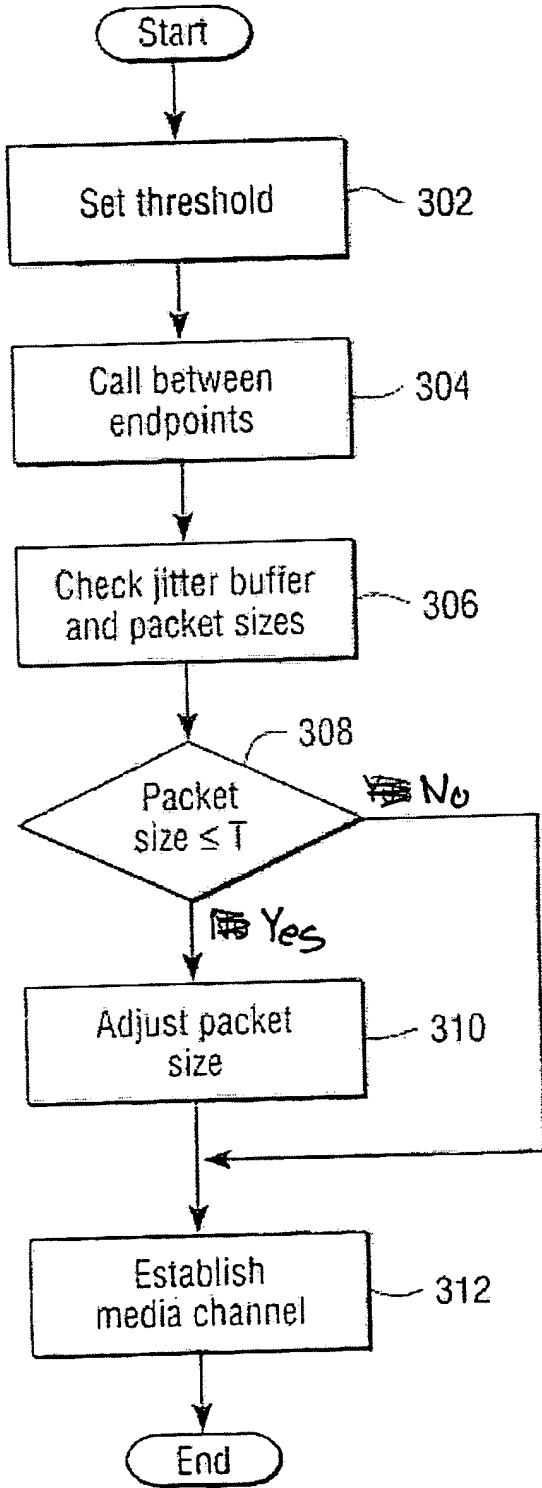 Start
Set threshold
302
Call between
endpoints
304
Check jitter buffer
and packet sizes
306
308
Packet
size ≤ T
No
Yes
Adjust packet
size
310
Establish
media channel
312
End